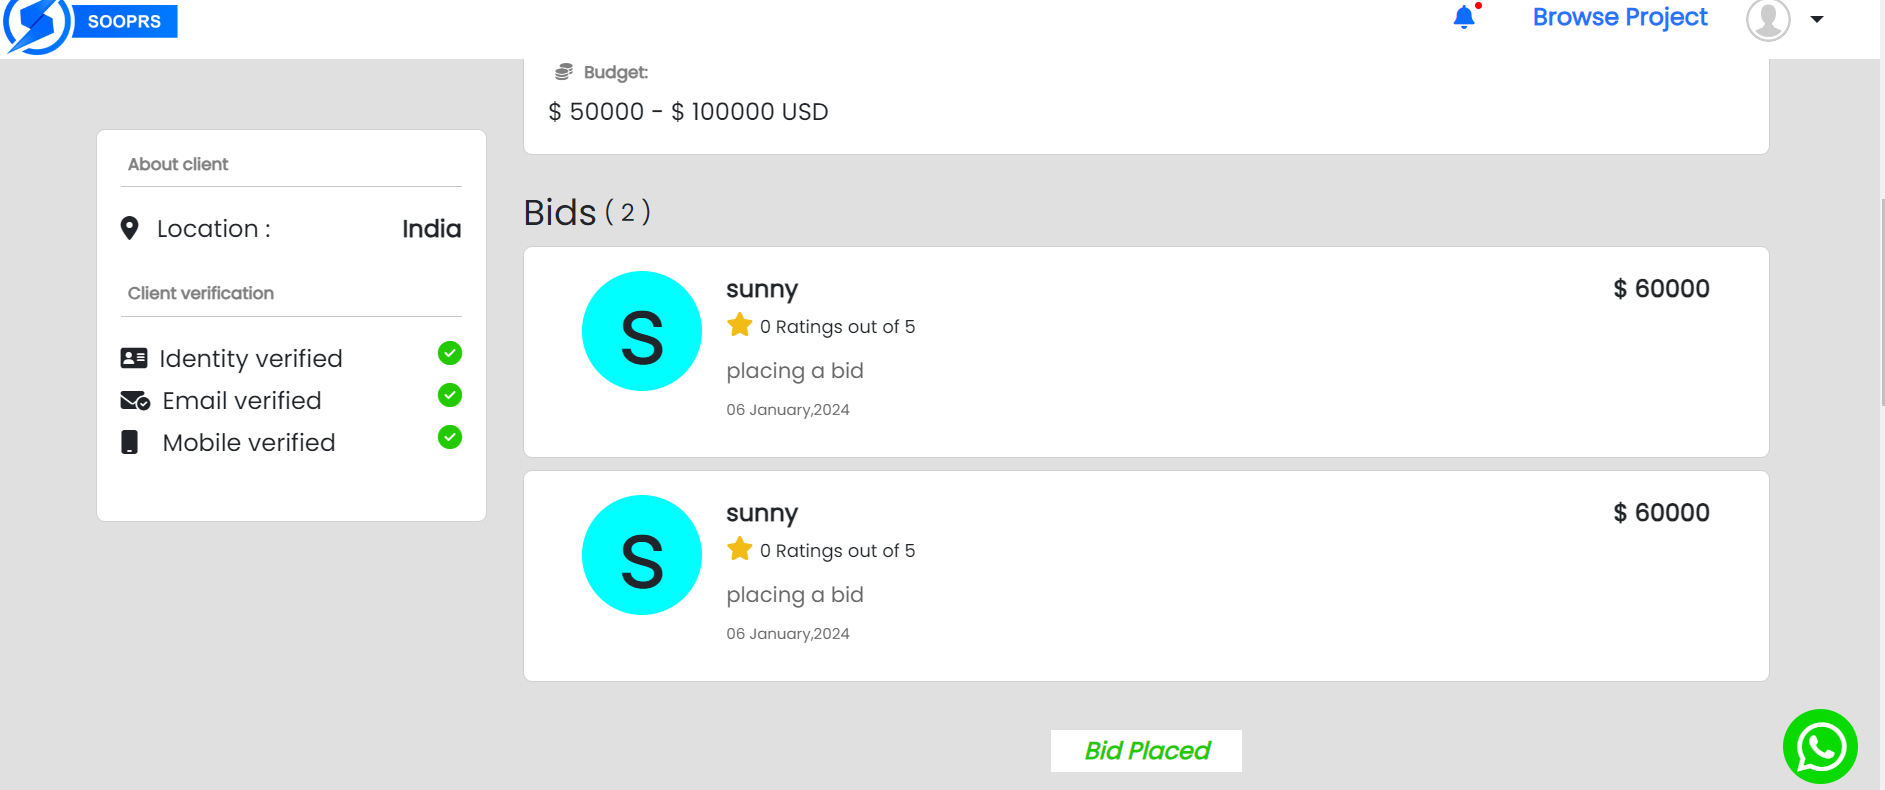 SOOPRS
Browse Project
Budget:
$ 50000 - $ 100000 USD
About client
Location :
India
Client verification
Identity verified
Email verified
Mobile verified
Bids ( 2 )
S
sunny
$ 60000
0 Ratings out of 5
placing a bid
06 January,2024
S
sunny
$ 60000
0 Ratings out of 5
placing a bid
06 January,2024
Bid Placed